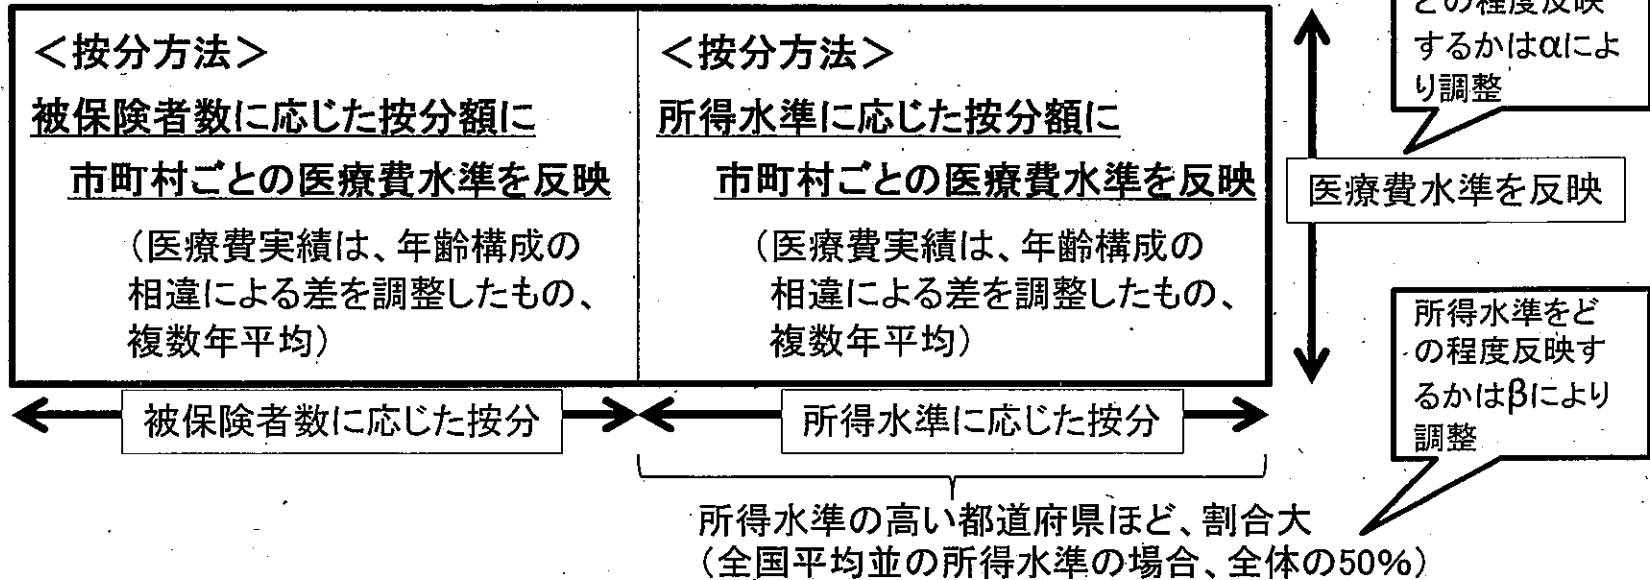 ＜按分方法＞
被保険者数に応じた按分額に
市町村ごとの医療費水準を反映
（医療費実績は、年齢構成の
相違による差を調整したもの、
複数年平均）
＜按分方法＞
所得水準に応じた按分額に
市町村ごとの医療費水準を反映
（医療費実績は、年齢構成の
相違による差を調整したもの、
複数年平均）
どの程度反映
するかはαによ
り調整
医療費水準を反映
所得水準をど
の程度反映す
るかはβにより
調整
被保険者数に応じた按分
所得水準に応じた按分
所得水準の高い都道府県ほど、割合大
（全国平均並の所得水準の場合、全体の50%）